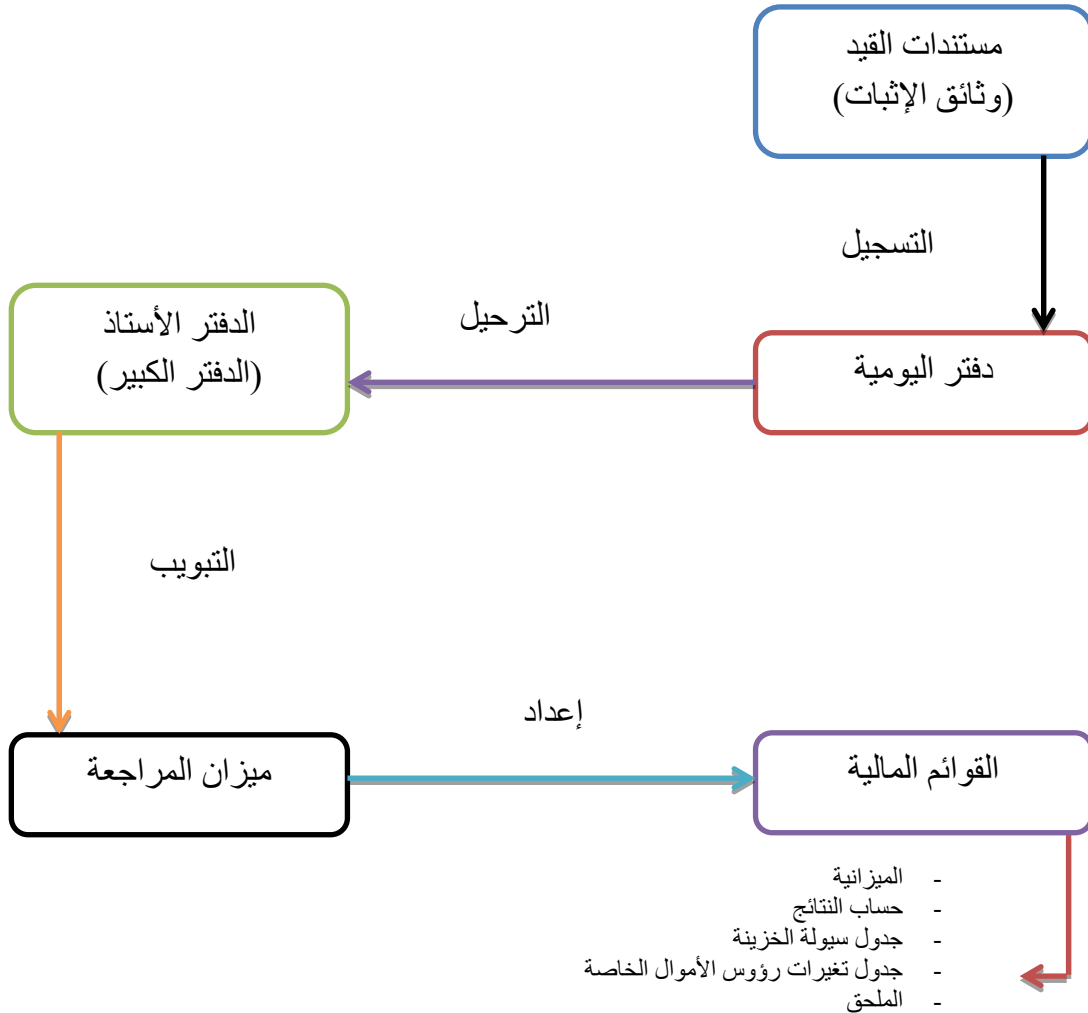 مستندات القيد
(وثائق الإثبات)
التسجيل
دفتر اليومية
الترحيل
الدفتر الأستاذ
(الدفتر الكبير)
التبويب
ميزان المراجعة
إعداد
القوائم المالية
- الميزانية
- حساب النتائج
- جدول سيولة الخزينة
- جدول تغيرات رؤوس الأموال الخاصة
- الملحق